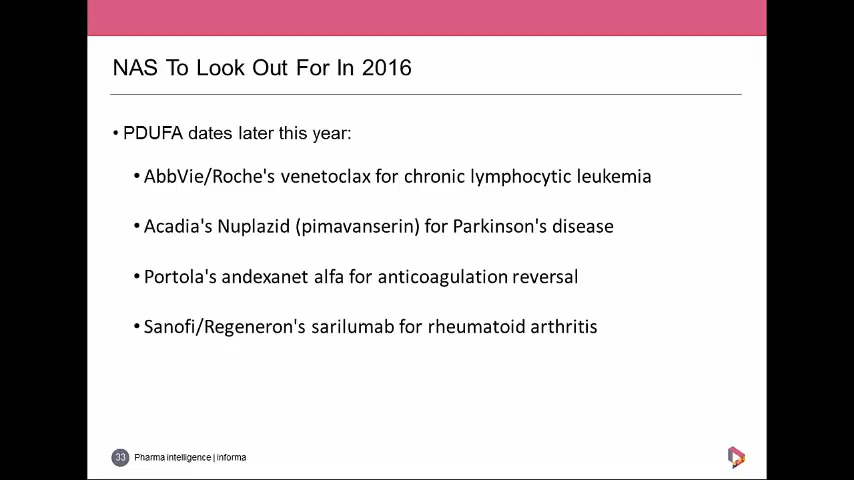 NAS To Look Out For In 2016
• PDUFA dates later this year:
• AbbVie/Roche's venetoclax for chronic lymphocytic leukemia
• Acadia's Nuplazid (pimavanserin) for Parkinson's disease
• Portola's andexanet alfa for anticoagulation reversal
• Sanofi/Regeneron's sarilumab for rheumatoid arthritis
33 Pharma intelligence | informa